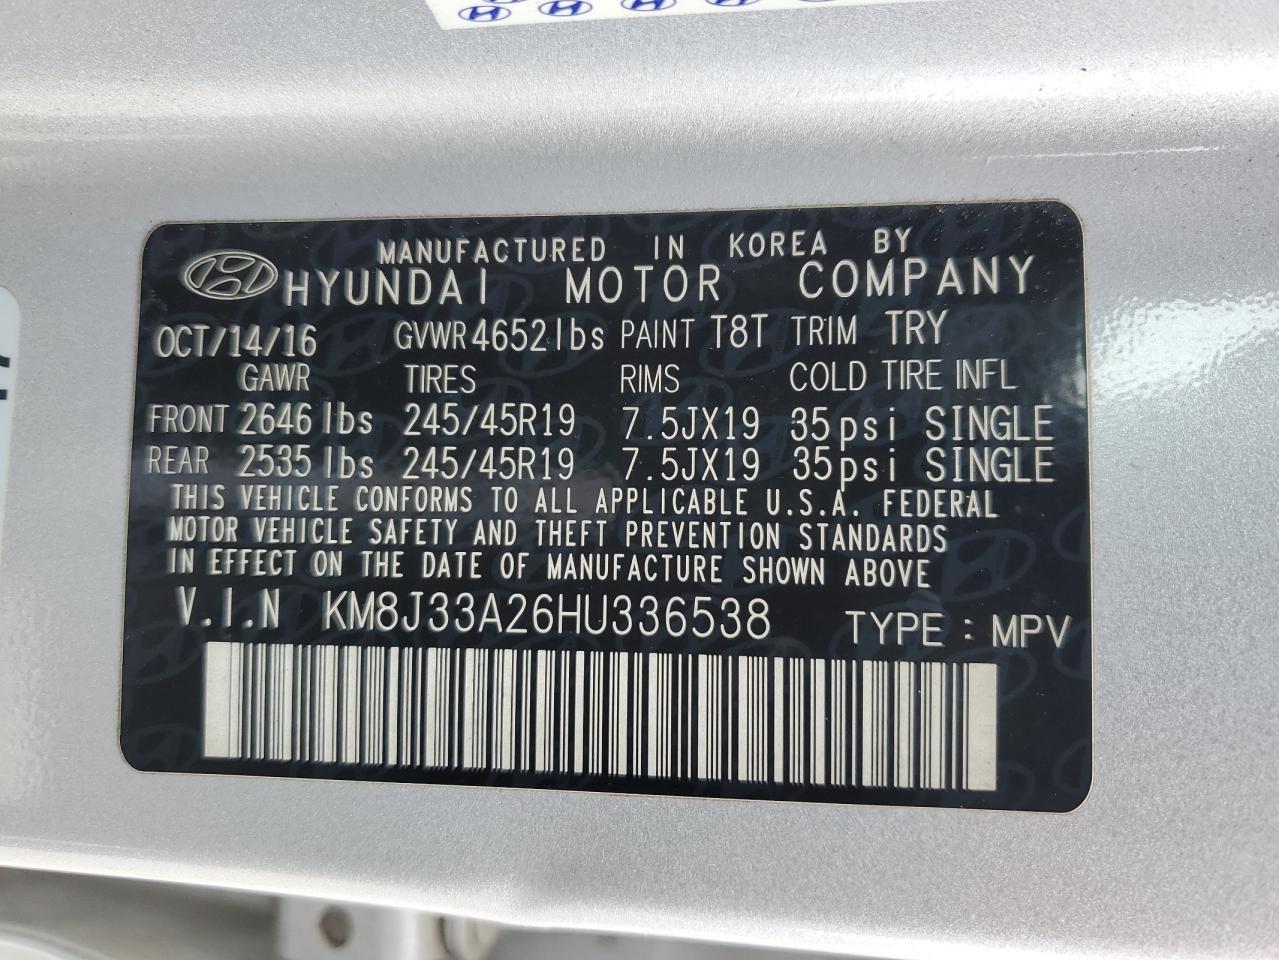 MANUFACTURED IN KOREA BY
HYUNDAI MOTOR COMPANY
OCT/14/16 GVWR 4652 lbs PAINT T8T TRIM TRY
GAWR TIRES RIMS COLD TIRE INFL
FRONT 2646 lbs 245/45R19 7.5JX19 35psi SINGLE
REAR 2535 lbs 245/45R19 7.5JX19 35psi SINGLE
THIS VEHICLE CONFORMS TO ALL APPLICABLE U.S.A. FEDERAL
MOTOR VEHICLE SAFETY AND THEFT PREVENTION STANDARDS
IN EFFECT ON THE DATE OF MANUFACTURE SHOWN ABOVE
V.I.N KM8J33A26HU336538 TYPE : MPV